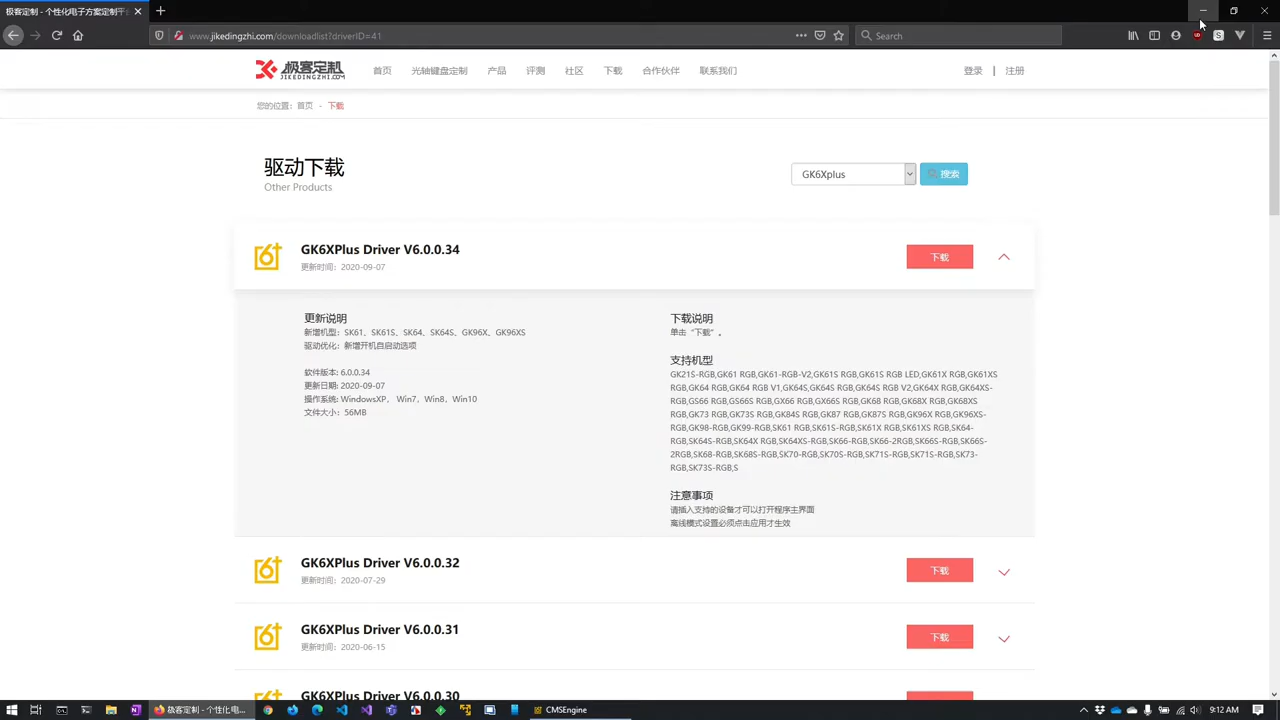 极客定制 - 个性化电子方案定制平台
www.jikedingzhi.com/downloadlist?driverID=41
Search
极客定制
JIKEDINGZHI.COM
首页 光轴键盘定制 产品 评测 社区 下载 合作伙伴 联系我们
登录 | 注册
您的位置: 首页 - 下载
驱动下载
Other Products
GK6Xplus
搜索
GK6XPlus Driver V6.0.0.34
更新时间: 2020-09-07
下载
更新说明
新增机型: SK61、SK61S、SK64、SK64S、GK96X、GK96XS
驱动优化: 新增开机自启动选项
软件版本: 6.0.0.34
更新日期: 2020-09-07
操作系统: WindowsXP、 Win7、Win8、Win10
文件大小: 56MB
下载说明
单击“下载”。
支持机型
GK21S-RGB,GK61 RGB,GK61-RGB-V2,GK61S RGB,GK61S RGB LED,GK61X RGB,GK61XS
RGB,GK64 RGB,GK64 RGB V1,GK64S,GK64S RGB,GK64S RGB V2,GK64X RGB,GK64XS-
RGB,GS66 RGB,GS66S RGB,GX66 RGB,GX66S RGB,GK68 RGB,GK68X RGB,GK68XS
RGB,GK73 RGB,GK73S RGB,GK84S RGB,GK87 RGB,GK87S RGB,GK96X RGB,GK96XS-
RGB,GK98-RGB,GK99-RGB,SK61 RGB,SK61S-RGB,SK61X RGB,SK61XS RGB,SK64-
RGB,SK64S-RGB,SK64X RGB,SK64XS-RGB,SK66-RGB,SK66-2RGB,SK66S-RGB,SK66S-
2RGB,SK68-RGB,SK68S-RGB,SK70-RGB,SK70S-RGB,SK71S-RGB,SK71S-RGB,SK73-
RGB,SK73S-RGB,S
注意事项
请插入支持的设备才可以打开程序主界面
离线模式设置必须点击应用才生效
GK6XPlus Driver V6.0.0.32
更新时间: 2020-07-29
下载
GK6XPlus Driver V6.0.0.31
更新时间: 2020-06-15
下载
GK6XPlus Driver V6.0.0.30
极客定制 - 个性化电...
CMSEngine
9:12 AM